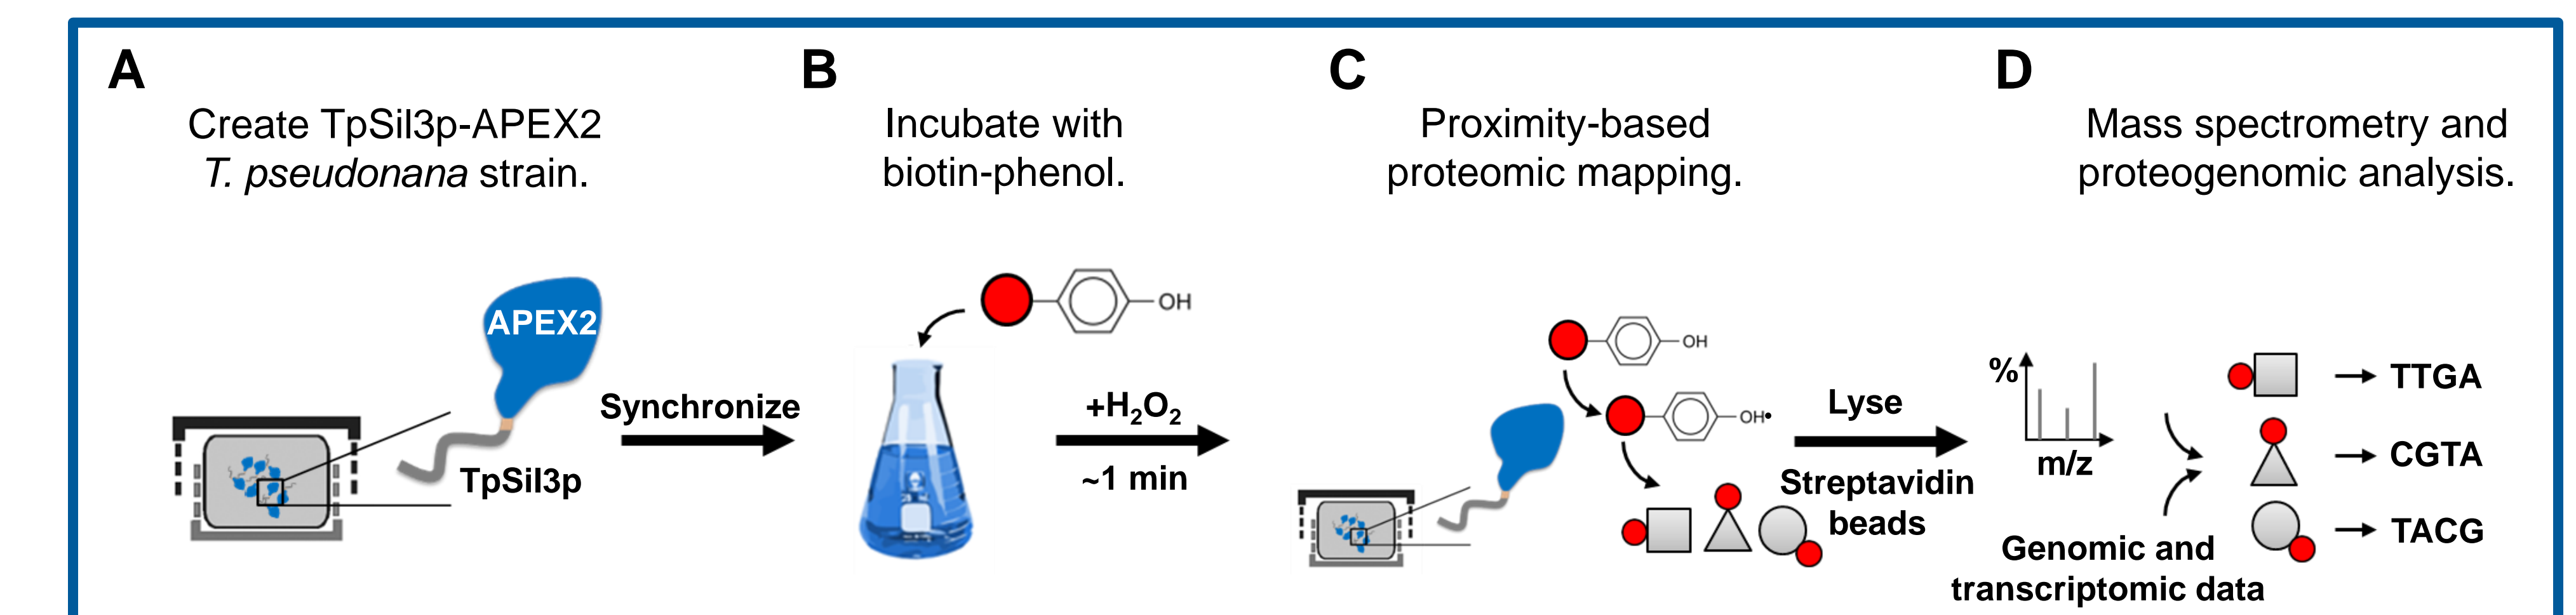 A
Create TpSil3p-APEX2
T. pseudonana strain.
APEX2
TpSil3p
Synchronize
B
Incubate with
biotin-phenol.
OH
+H₂O₂
~1 min
C
Proximity-based
proteomic mapping.
OH
OH•
Lyse
Streptavidin
beads
D
Mass spectrometry and
proteogenomic analysis.
%
m/z
Genomic and
transcriptomic data
TTGA
CGTA
TACG